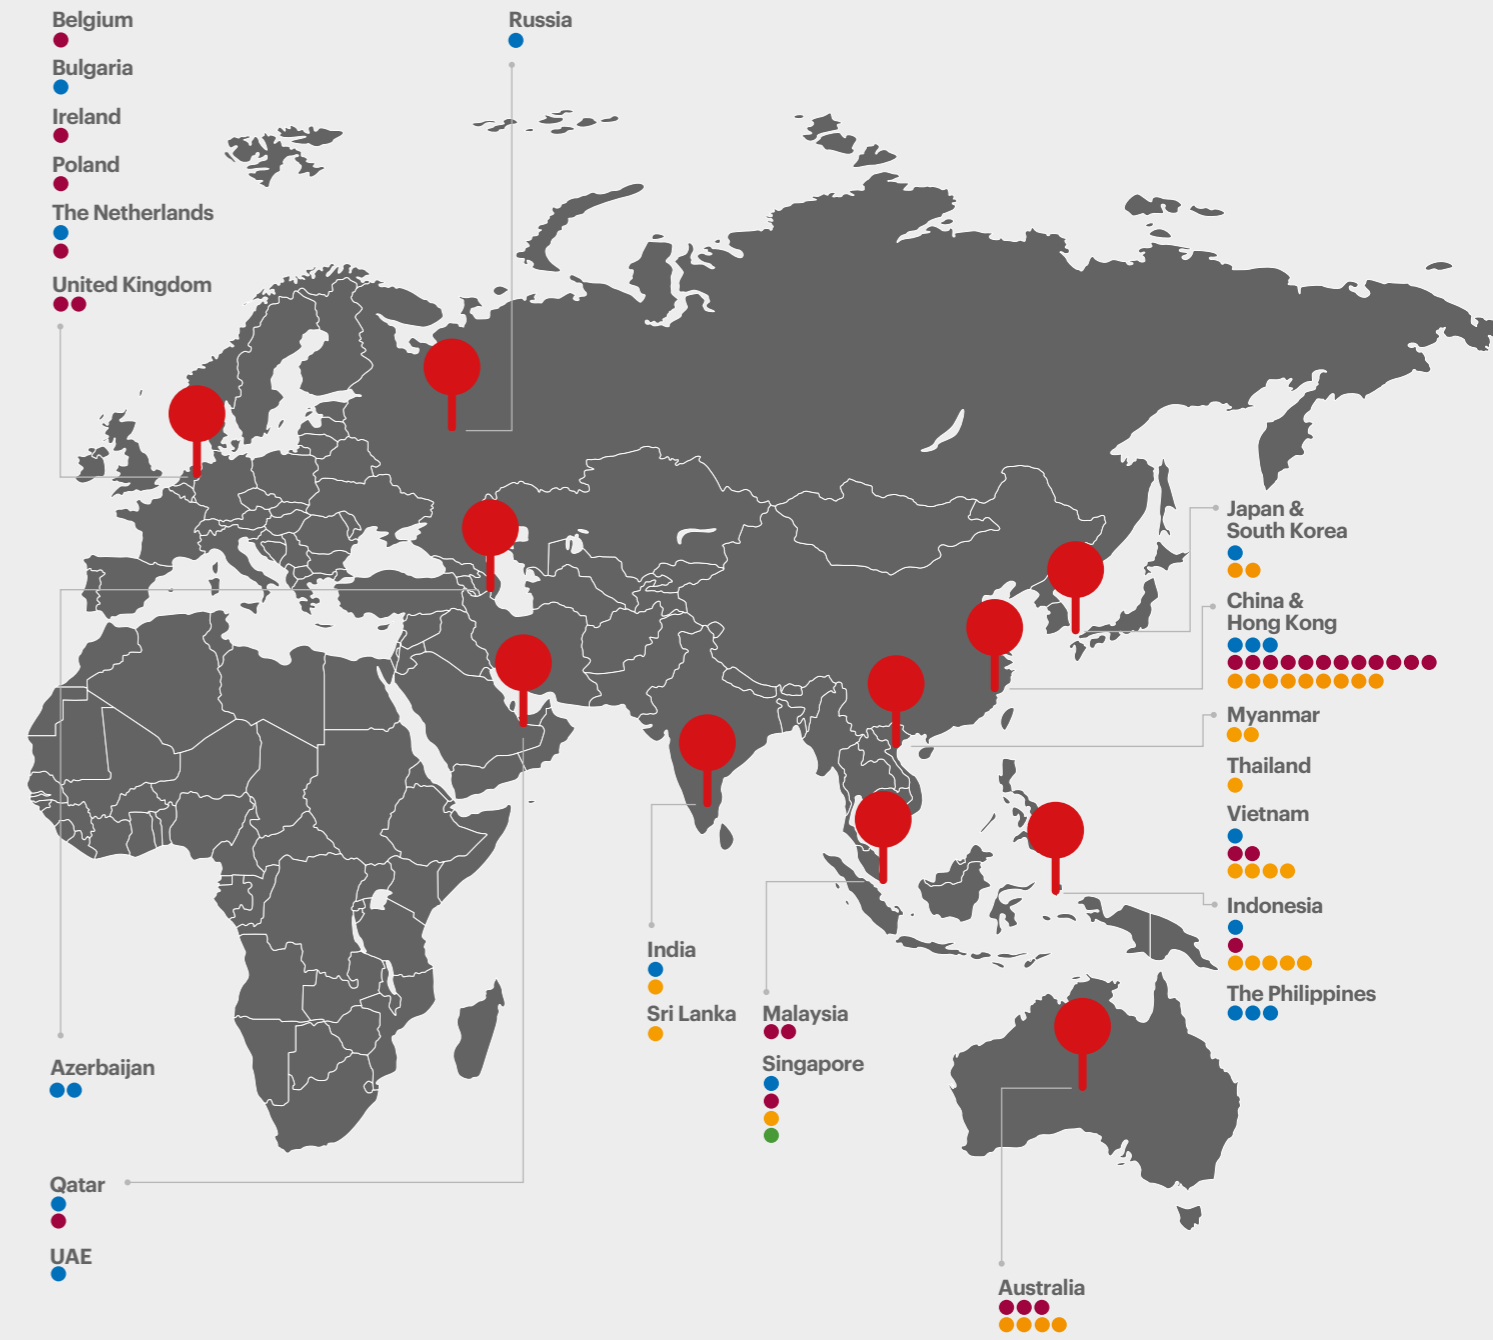 Belgium
Bulgaria
Ireland
Poland
The Netherlands
United Kingdom
Russia
Japan &
South Korea
China &
Hong Kong
Myanmar
Thailand
Vietnam
Indonesia
The Philippines
India
Sri Lanka
Malaysia
Singapore
Azerbaijan
Qatar
UAE
Australia